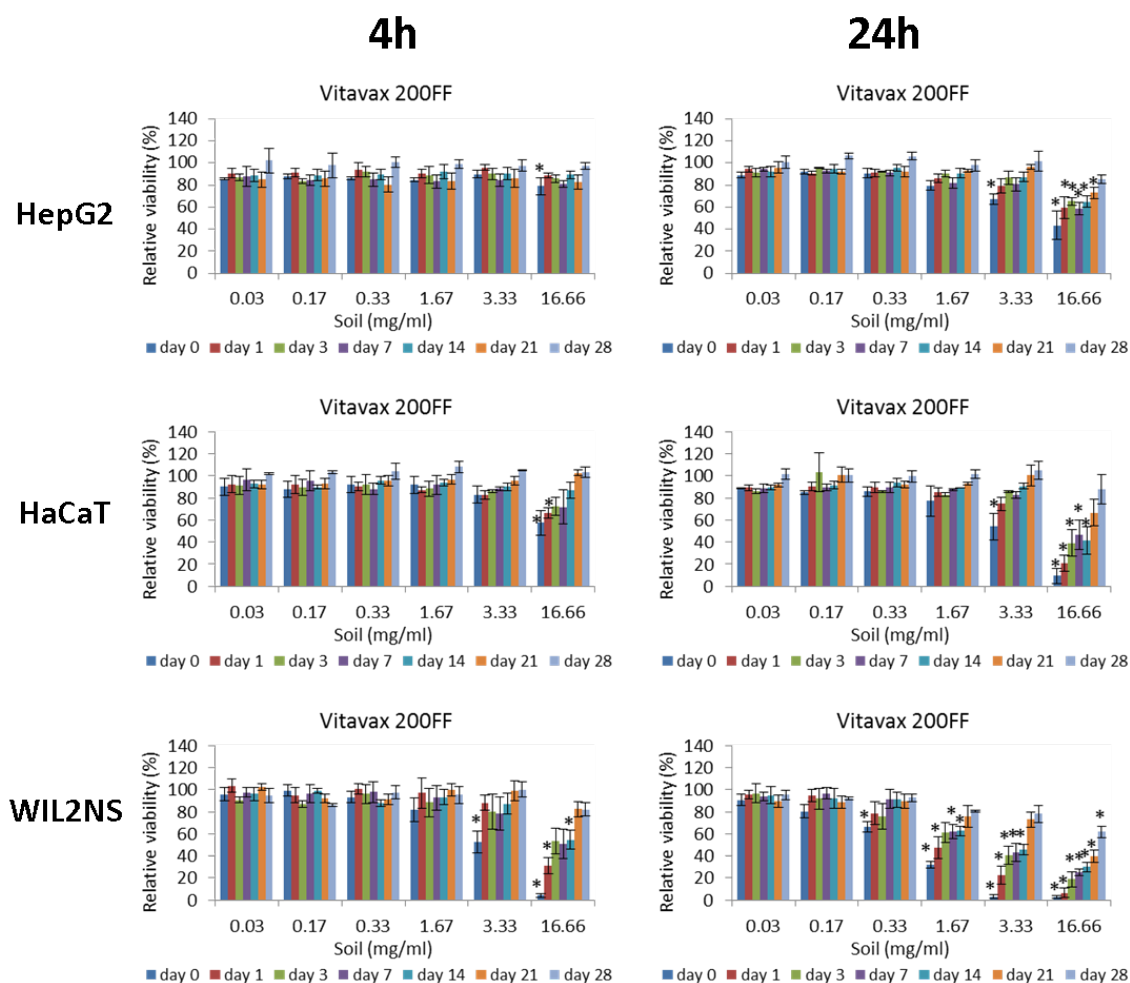 4h
24h
HepG2
Vitavax 200FF
Relative viability (%)
140
120
100
80
60
40
20
0
*
0.03 0.17 0.33 1.67 3.33 16.66
Soil (mg/ml)
day 0 day 1 day 3 day 7 day 14 day 21 day 28
Vitavax 200FF
Relative viability (%)
140
120
100
80
60
40
20
0
* * * * * * *
0.03 0.17 0.33 1.67 3.33 16.66
Soil (mg/ml)
day 0 day 1 day 3 day 7 day 14 day 21 day 28
HaCaT
Vitavax 200FF
Relative viability (%)
140
120
100
80
60
40
20
0
* *
0.03 0.17 0.33 1.67 3.33 16.66
Soil (mg/ml)
day 0 day 1 day 3 day 7 day 14 day 21 day 28
Vitavax 200FF
Relative viability (%)
140
120
100
80
60
40
20
0
* * * * * *
0.03 0.17 0.33 1.67 3.33 16.66
Soil (mg/ml)
day 0 day 1 day 3 day 7 day 14 day 21 day 28
WIL2NS
Vitavax 200FF
Relative viability (%)
140
120
100
80
60
40
20
0
* * * *
0.03 0.17 0.33 1.67 3.33 16.66
Soil (mg/ml)
day 0 day 1 day 3 day 7 day 14 day 21 day 28
Vitavax 200FF
Relative viability (%)
140
120
100
80
60
40
20
0
* * * * * * * * * * * * * * * * *
0.03 0.17 0.33 1.67 3.33 16.66
Soil (mg/ml)
day 0 day 1 day 3 day 7 day 14 day 21 day 28